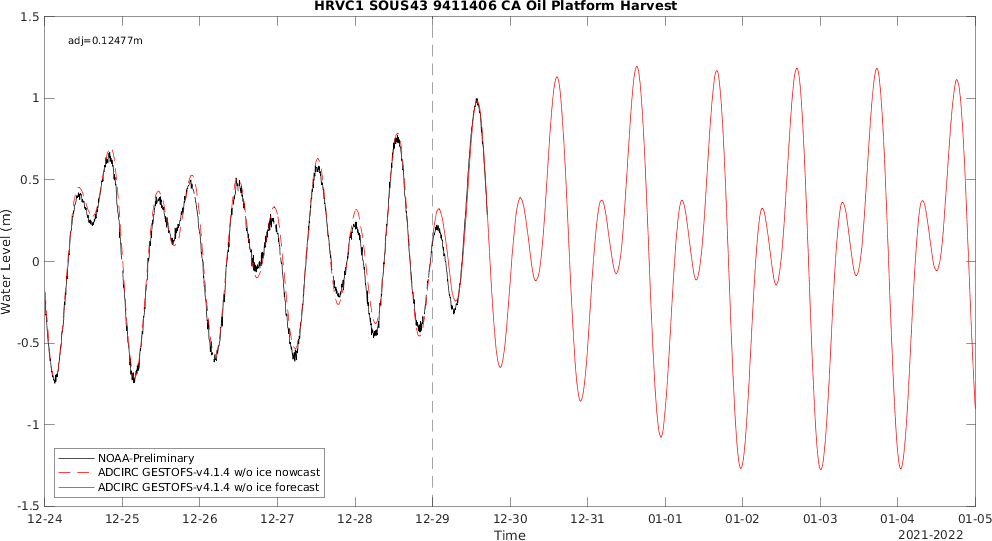 HRVC1 SOUS43 9411406 CA Oil Platform Harvest
1.5
adj=0.12477m
1
0.5
0
-0.5
-1
-1.5
Water Level (m)
NOAA-Preliminary
ADCIRC GESTOFS-v4.1.4 w/o ice nowcast
ADCIRC GESTOFS-v4.1.4 w/o ice forecast
12-24 12-25 12-26 12-27 12-28 12-29 12-30 12-31 01-01 01-02 01-03 01-04 01-05
Time
2021-2022